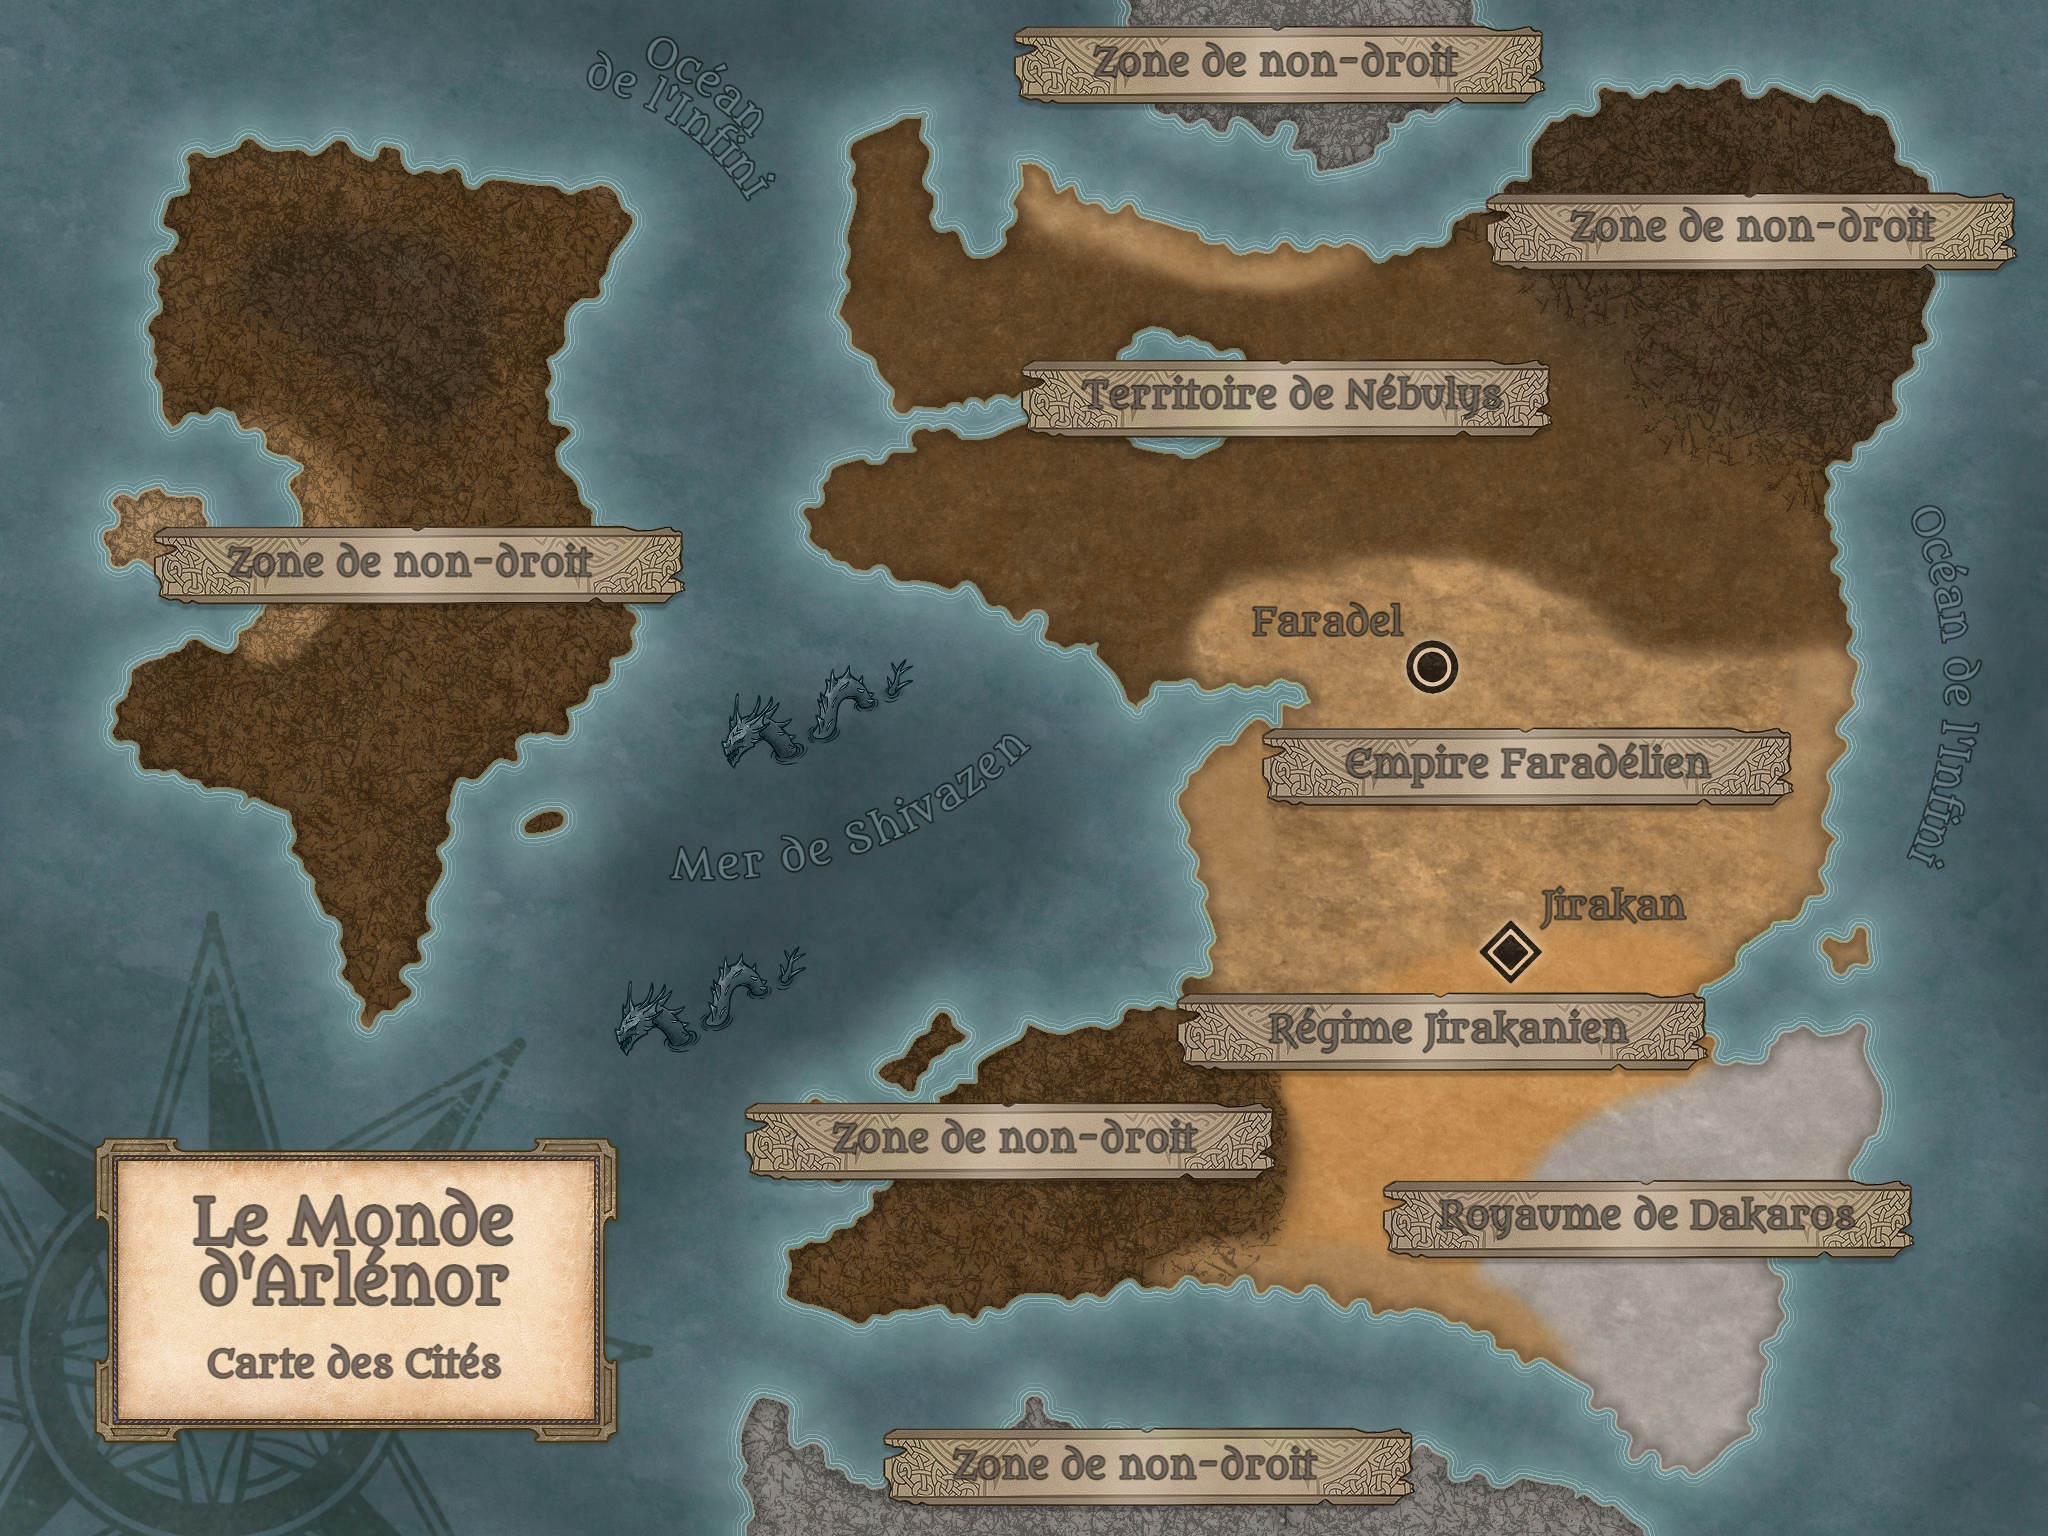 Zone de non-droit
Océan
de l'Infini
Zone de non-droit
Territoire de Nébulys
Zone de non-droit
Océan de l'Infini
Faradel
Empire Faradélien
Mer de Shivazen
Jirakan
Régime Jirakanien
Zone de non-droit
Royaume de Dakaros
Le Monde
d'Arlénor
Carte des Cités
Zone de non-droit